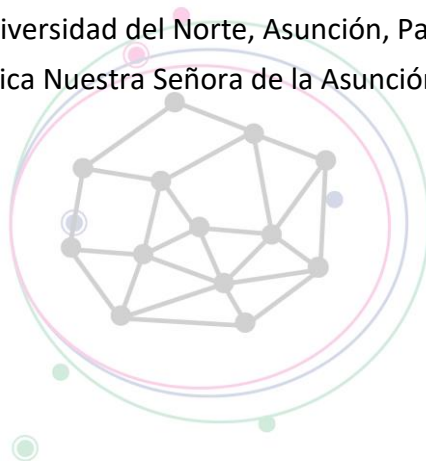 iversidad del Norte, Asunción, Pa
ica Nuestra Señora de la Asunción